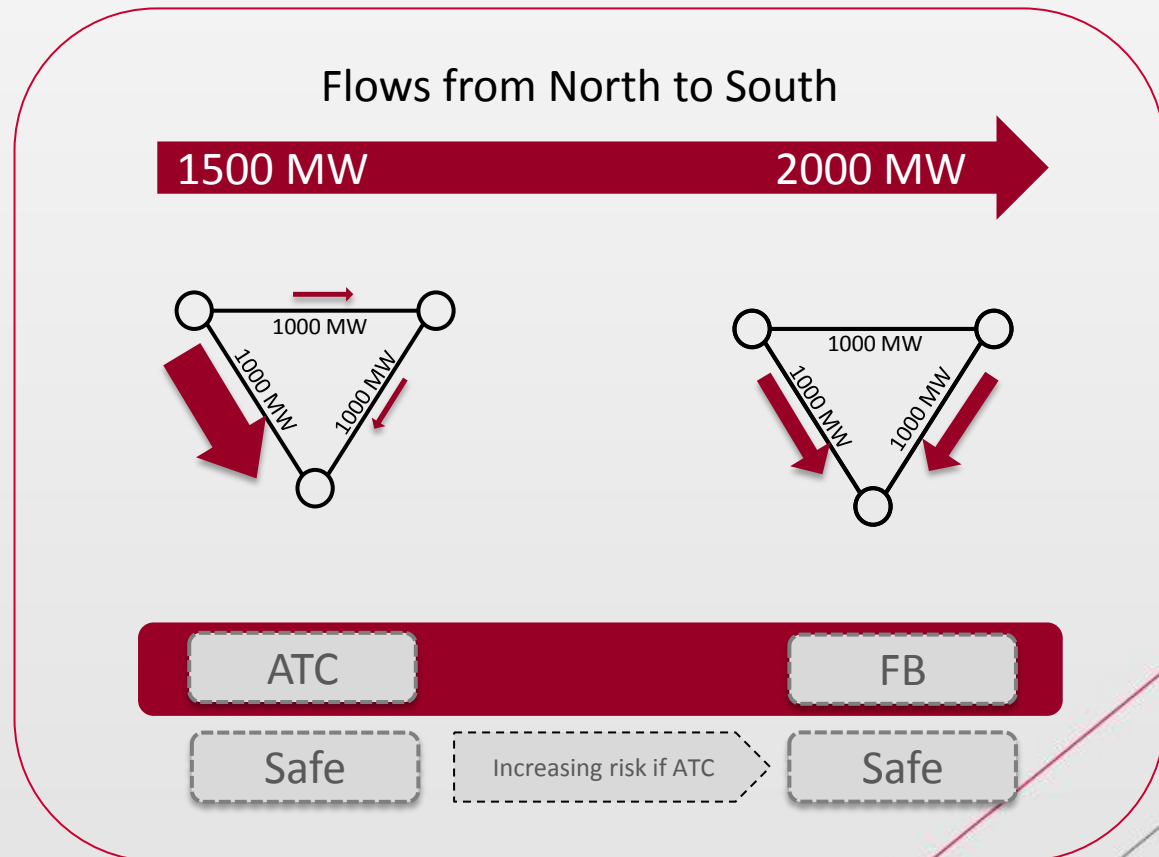 Flows from North to South
1500 MW
2000 MW
1000 MW
1000 MW
1000 MW
1000 MW
1000 MW
1000 MW
ATC
FB
Safe
Increasing risk if ATC
Safe